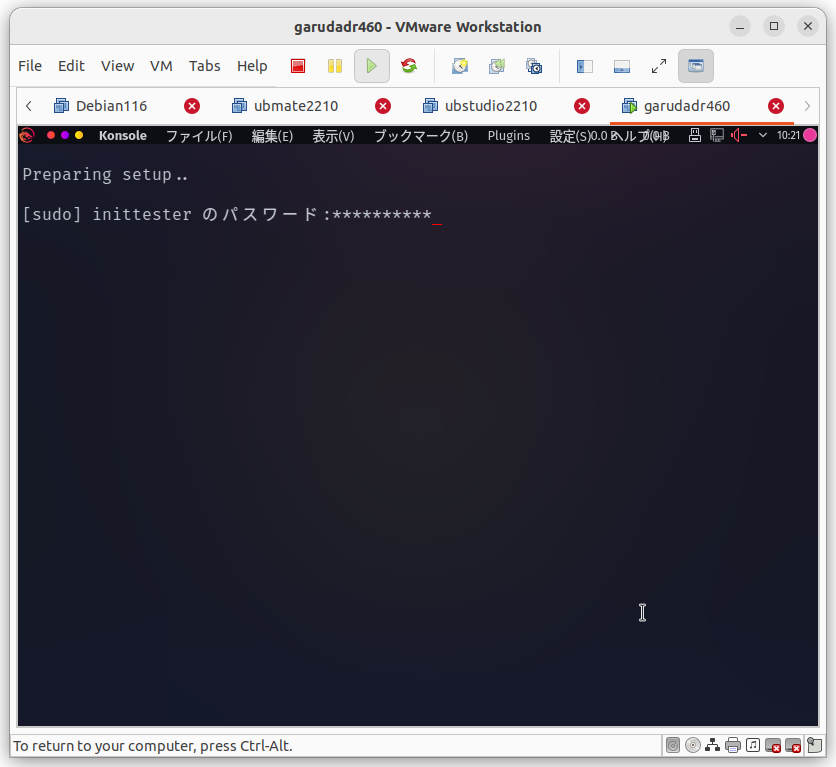 garudadr460 - VMware Workstation
File Edit View VM Tabs Help
Debian116 ubmate2210 ubstudio2210 garudadr460
Konsole ファイル(F) 編集(E) 表示(V) ブックマーク(B) Plugins 設定(S) ヘルプ(H) 10:21
Preparing setup..
[sudo] inittester のパスワード:**********
To return to your computer, press Ctrl-Alt.